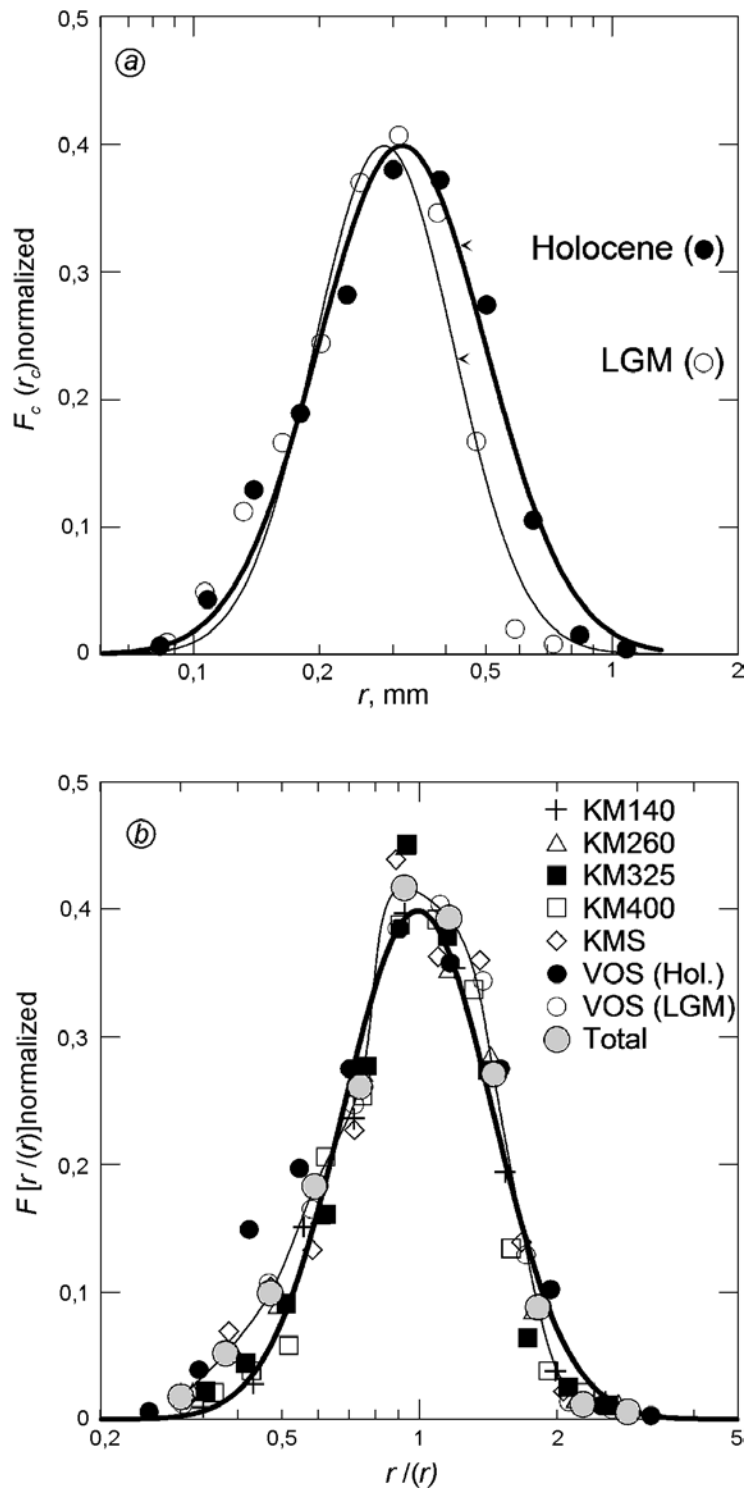 0,5
a
0,4
Holocene (●)
0,3
LGM (○)
F_c (r_c)normalized
0,2
0,1
0
0,1 0,2 0,5 1 2
r, mm
0,5
b
KM140
KM260
KM325
KM400
KMS
VOS (Hol.)
VOS (LGM)
Total
0,4
0,3
F [r /(r)]normalized
0,2
0,1
0
0,2 0,5 1 2 5
r /(r)